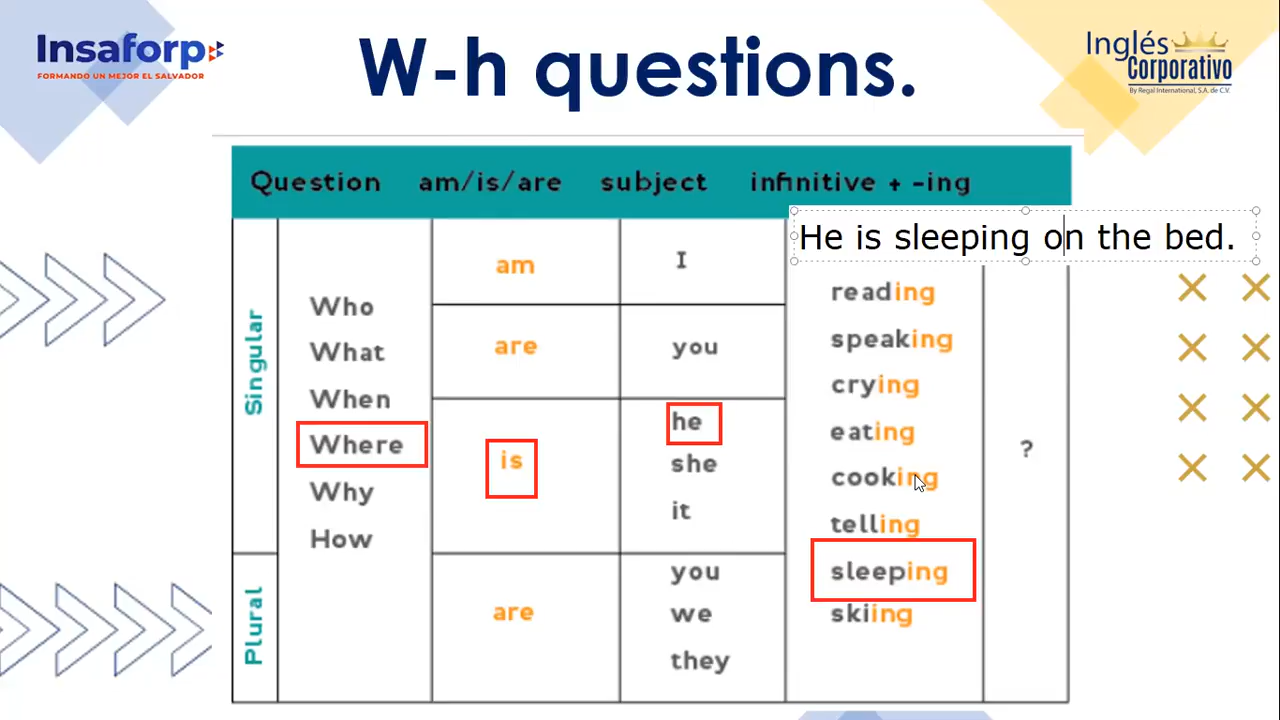 Insaforp
FORMANDO UN MEJOR EL SALVADOR
W-h questions.
Inglés
Corporativo
By Regal International, S.A. de C.V.
Question am/is/are subject infinitive + -ing
He is sleeping on the bed.
Singular
Who
What
When
Where
Why
How
am
are
is
I
you
he
she
it
reading
speaking
crying
eating
cooking
telling
sleeping
skiing
?
Plural
are
you
we
they